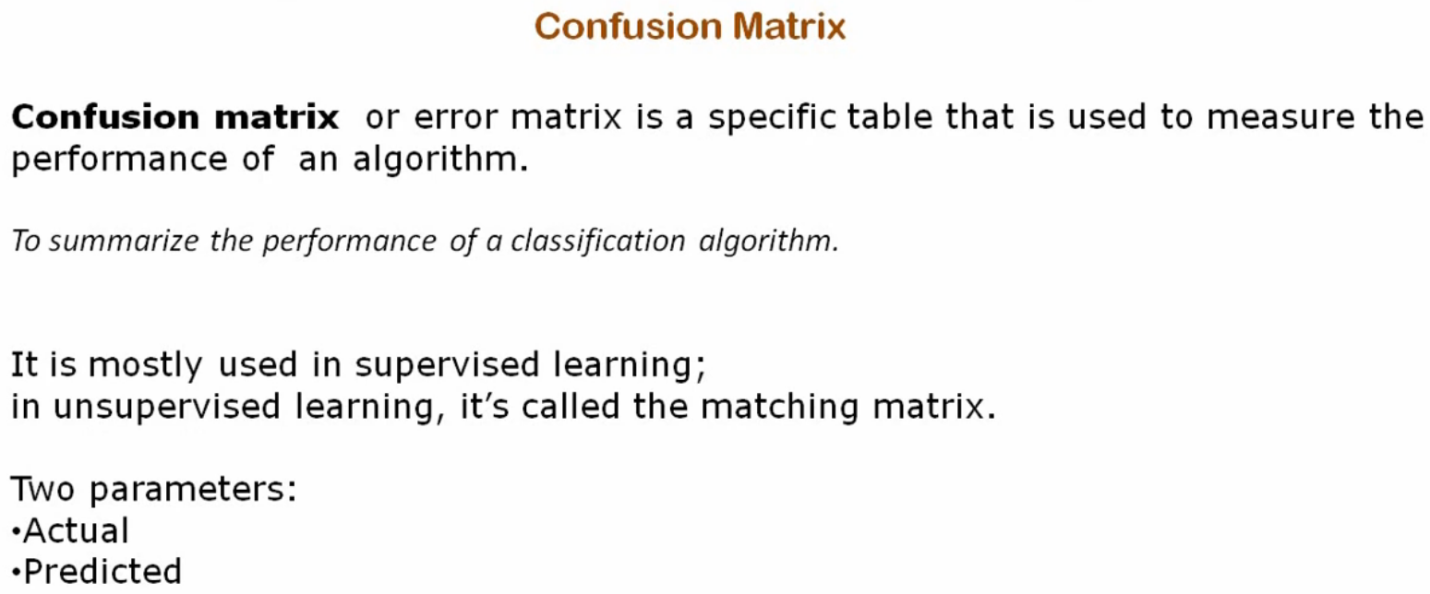 Confusion Matrix
Confusion matrix or error matrix is a specific table that is used to measure the
performance of an algorithm.
To summarize the performance of a classification algorithm.
It is mostly used in supervised learning;
in unsupervised learning, it’s called the matching matrix.
Two parameters:
•Actual
•Predicted